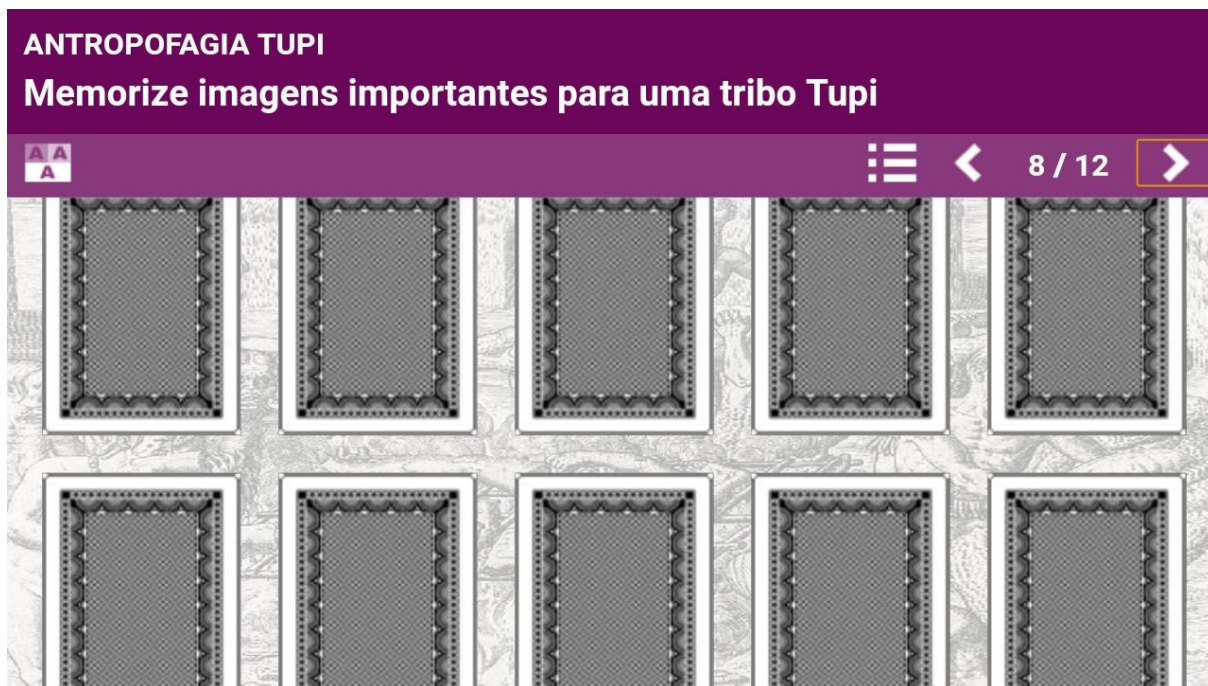 ANTROPOFAGIA TUPI
Memorize imagens importantes para uma tribo Tupi
A A
A
8 / 12